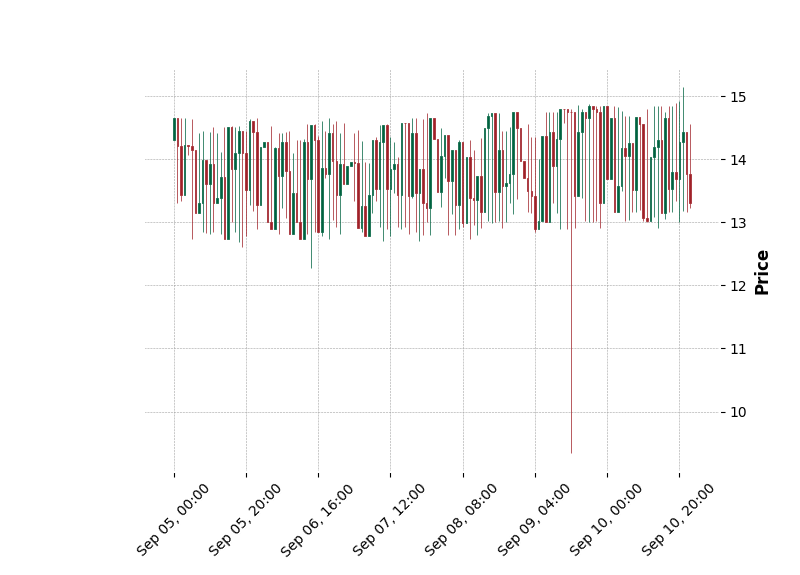 15
14
13
12
11
10
Price
Sep 05, 00:00
Sep 05, 20:00
Sep 06, 16:00
Sep 07, 12:00
Sep 08, 08:00
Sep 09, 04:00
Sep 10, 00:00
Sep 10, 20:00